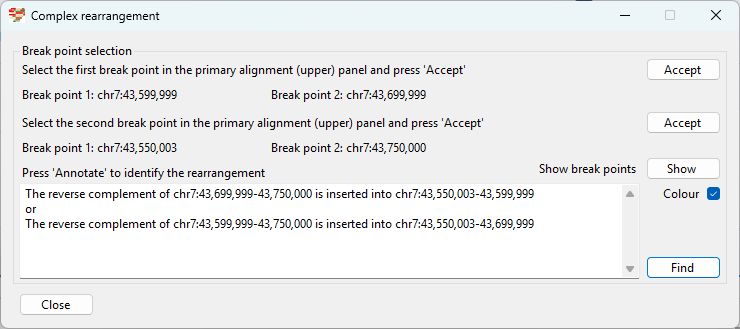 Complex rearrangement
Break point selection
Select the first break point in the primary alignment (upper) panel and press 'Accept'
Accept
Break point 1: chr7:43,599,999 Break point 2: chr7:43,699,999
Select the second break point in the primary alignment (upper) panel and press 'Accept'
Accept
Break point 1: chr7:43,550,003 Break point 2: chr7:43,750,000
Press 'Annotate' to identify the rearrangement
Show break points
Show
The reverse complement of chr7:43,699,999-43,750,000 is inserted into chr7:43,550,003-43,599,999
or
The reverse complement of chr7:43,599,999-43,750,000 is inserted into chr7:43,550,003-43,699,999
Colour
Find
Close